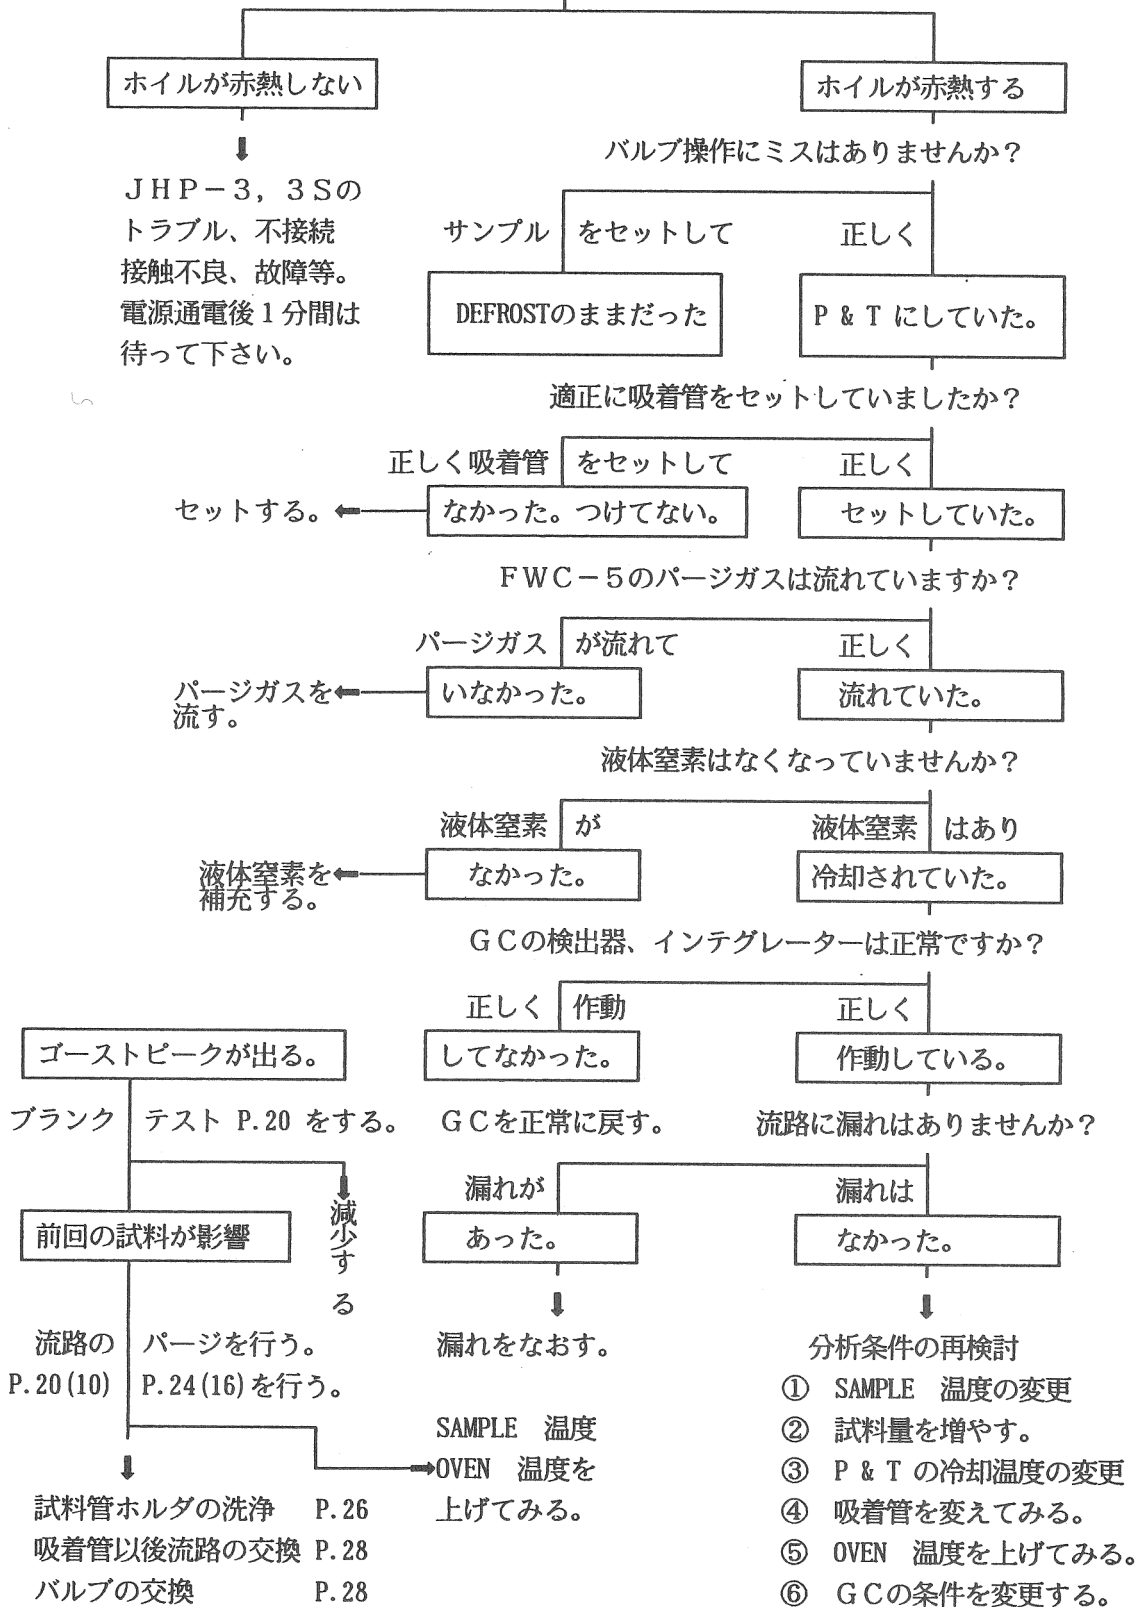 ホイルが赤熱しない
ホイルが赤熱する
バルブ操作にミスはありませんか？
ＪＨＰ－３，３Ｓの
トラブル、不接続
接触不良、故障等。
電源通電後１分間は
待って下さい。
サンプル をセットして
DEFROSTのままだった
正しく
P & T にしていた。
適正に吸着管をセットしていましたか？
正しく吸着管 をセットして
なかった。つけてない。
セットする。
正しく
セットしていた。
ＦＷＣ－５のパージガスは流れていますか？
パージガス が流れて
いなかった。
パージガスを
流す。
正しく
流れていた。
液体窒素はなくなっていませんか？
液体窒素 が
なかった。
液体窒素を
補充する。
液体窒素 はあり
冷却されていた。
ＧＣの検出器、インテグレーターは正常ですか？
正しく 作動
してなかった。
ＧＣを正常に戻す。
正しく
作動している。
流路に漏れはありませんか？
漏れが
あった。
漏れをなおす。
漏れは
なかった。
分析条件の再検討
① SAMPLE 温度の変更
② 試料量を増やす。
③ P & T の冷却温度の変更
④ 吸着管を変えてみる。
⑤ OVEN 温度を上げてみる。
⑥ ＧＣの条件を変更する。
ゴーストピークが出る。
ブランク テスト P.20 をする。
減少する
前回の試料が影響
流路の パージを行う。
P.20(10) P.24(16)を行う。
SAMPLE 温度
OVEN 温度を
上げてみる。
試料管ホルダの洗浄 P.26
吸着管以後流路の交換 P.28
バルブの交換 P.28